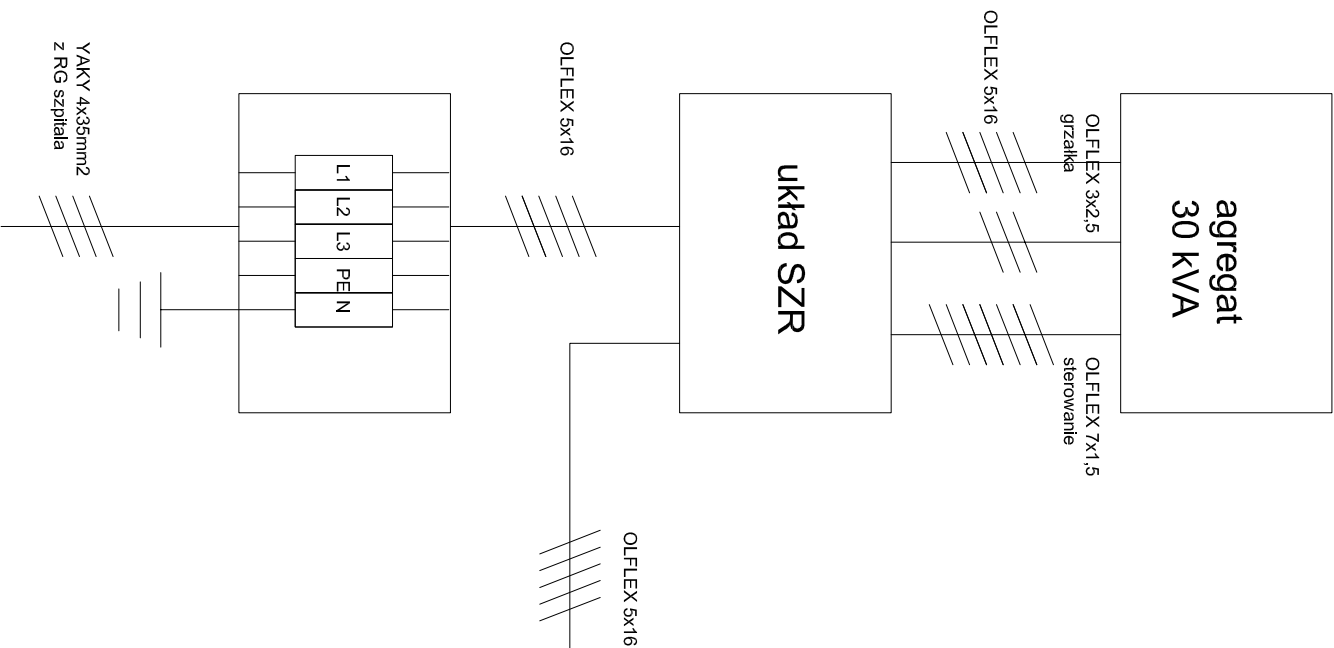 agregat
30 kVA
OLFLEX 5x16
OLFLEX 3x2,5
grzałka
OLFLEX 7x1,5
sterowanie
układ SZR
OLFLEX 5x16
OLFLEX 5x16
L1
L2
L3
PE
N
YAKY 4x35mm2
z RG szpitala